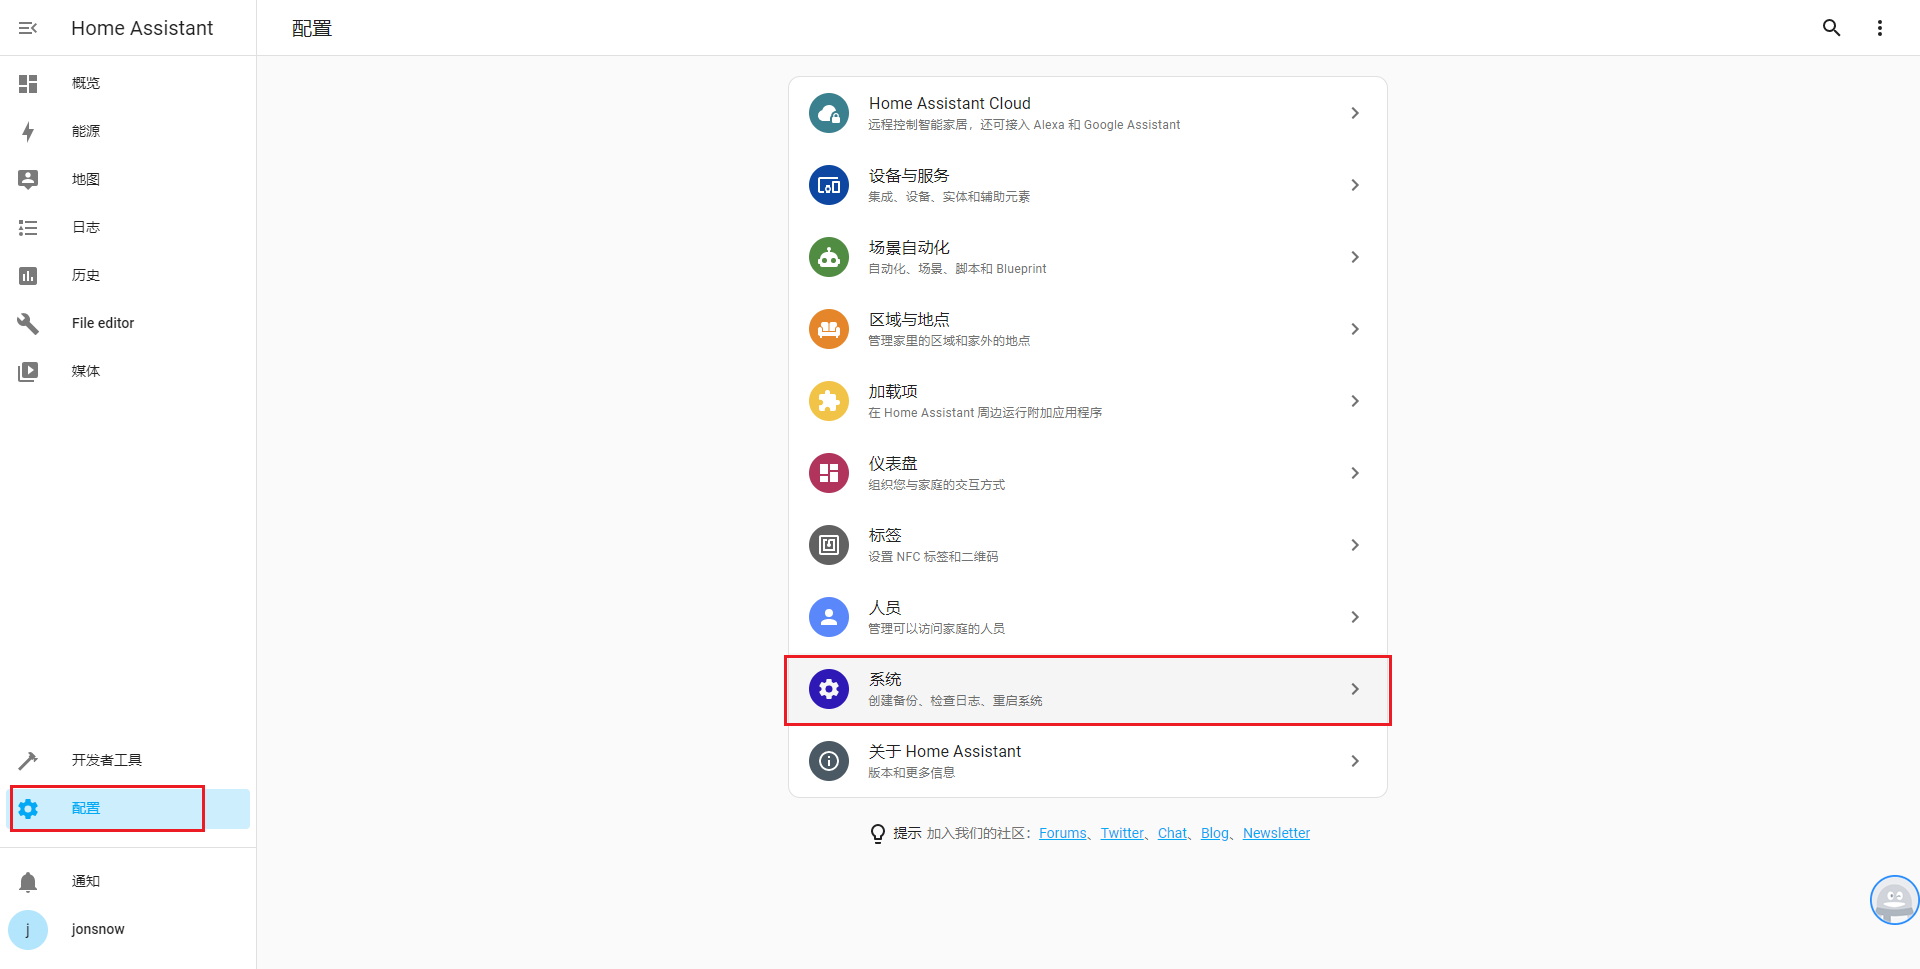 Home Assistant
配置
概览
能源
地图
日志
历史
File editor
媒体
开发者工具
配置
通知
j
jonsnow
Home Assistant Cloud
远程控制智能家居，还可接入 Alexa 和 Google Assistant
设备与服务
集成、设备、实体和辅助元素
场景自动化
自动化、场景、脚本和 Blueprint
区域与地点
管理家里的区域和家外的地点
加载项
在 Home Assistant 周边运行附加应用程序
仪表盘
组织您与家庭的交互方式
标签
设置 NFC 标签和二维码
人员
管理可以访问家庭的人员
系统
创建备份、检查日志、重启系统
关于 Home Assistant
版本和更多信息
提示 加入我们的社区：Forums、Twitter、Chat、Blog、Newsletter